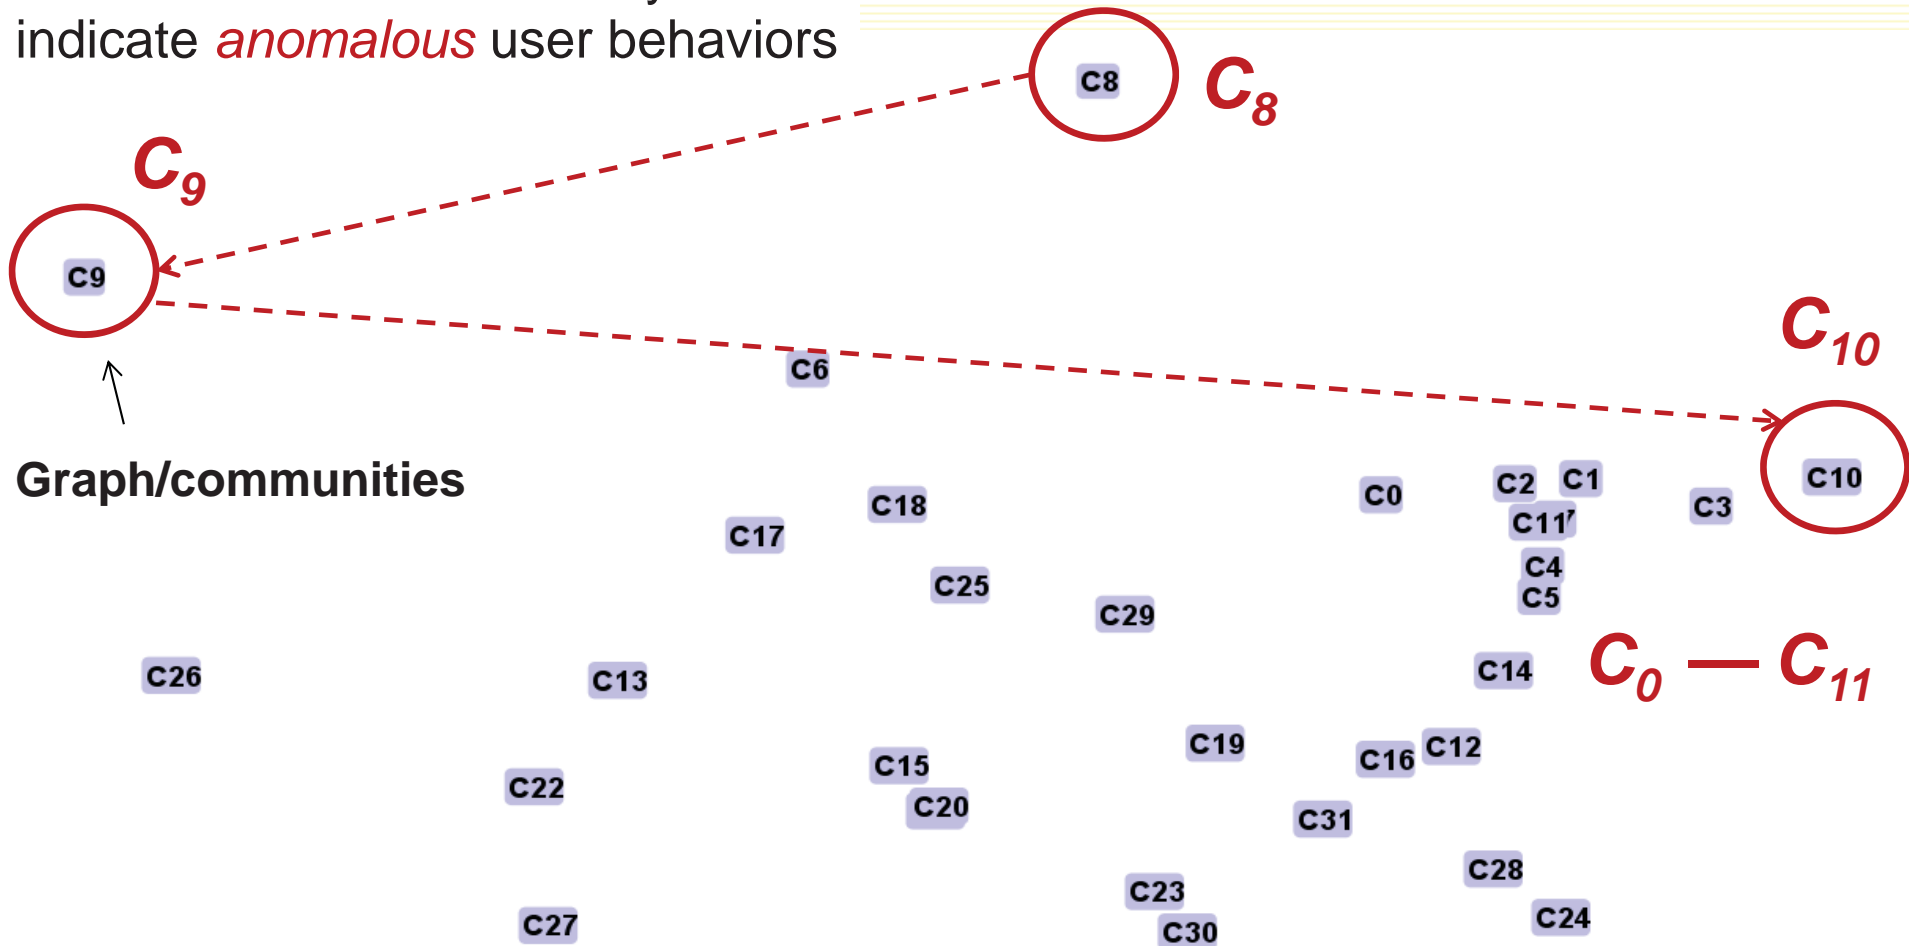 indicate anomalous user behaviors
C8
C8
C9
C9
C10
C6
Graph/communities
C10
C1
C2
C0
C18
C3
C11
C17
C4
C25
C5
C29
C0 — C11
C14
C26
C13
C19
C12
C16
C15
C22
C20
C31
C28
C23
C24
C27
C30